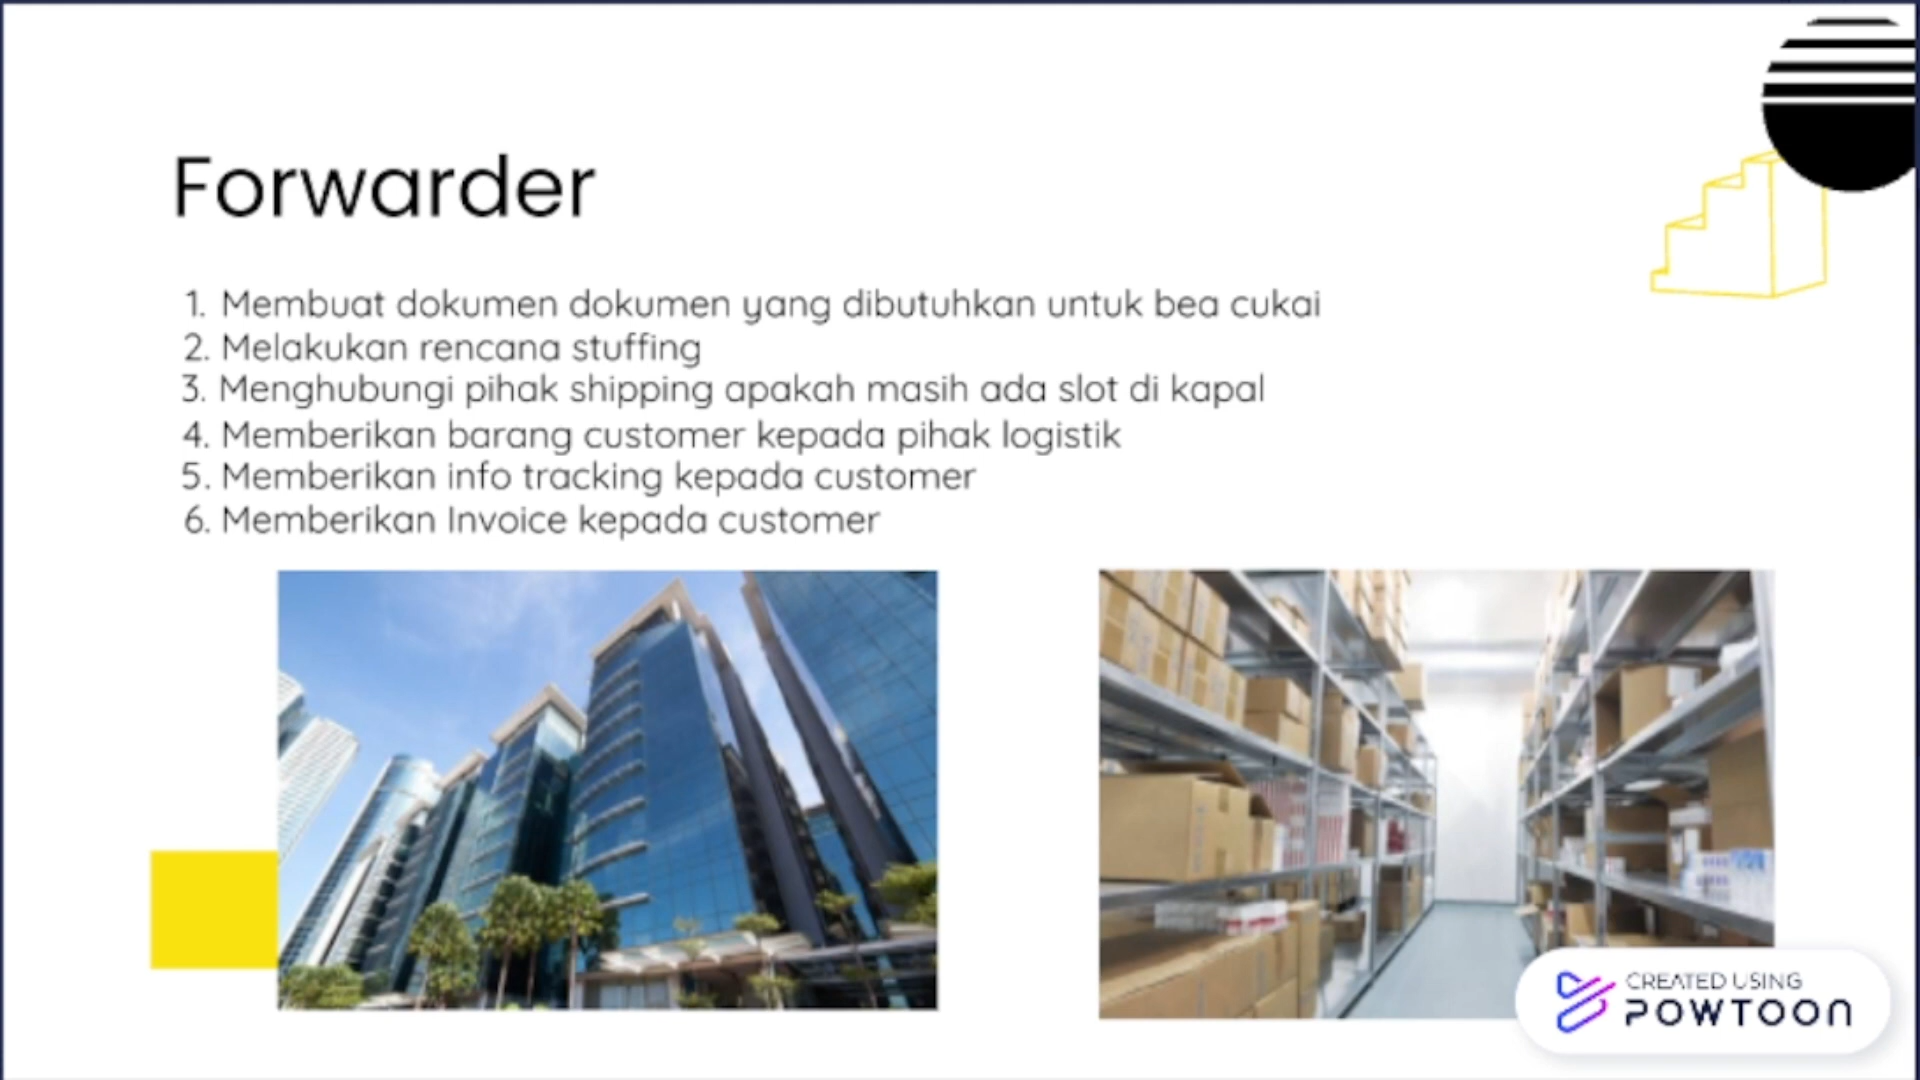 Forwarder
1. Membuat dokumen dokumen yang dibutuhkan untuk bea cukai
2. Melakukan rencana stuffing
3. Menghubungi pihak shipping apakah masih ada slot di kapal
4. Memberikan barang customer kepada pihak logistik
5. Memberikan info tracking kepada customer
6. Memberikan Invoice kepada customer
CREATED USING
POWTOON